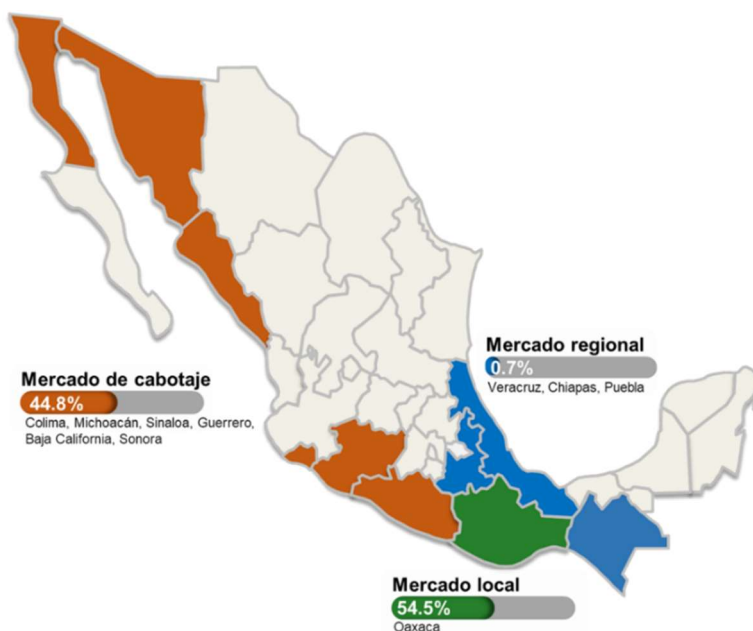 Mercado regional
0.7%
Veracruz, Chiapas, Puebla
Mercado de cabotaje
44.8%
Colima, Michoacán, Sinaloa, Guerrero,
Baja California, Sonora
Mercado local
54.5%
Oaxaca